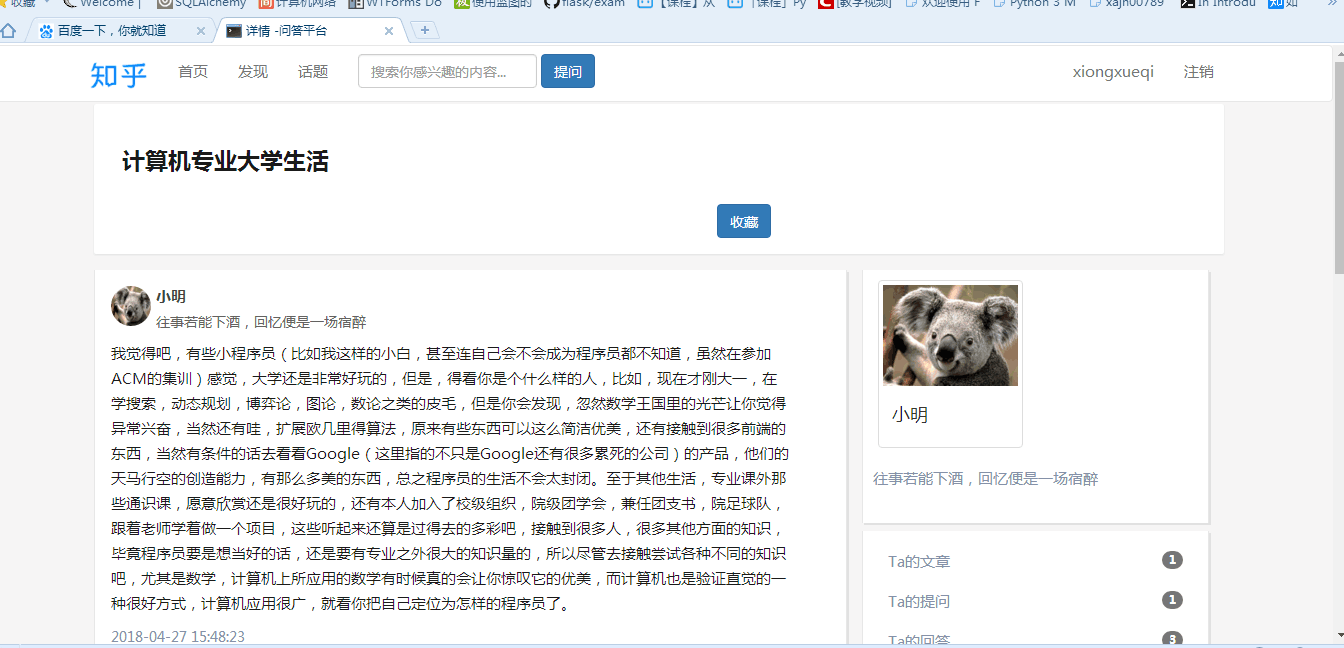 收藏 Welcome | SQLAlchemy 计算机网络 WTForms Do 使用蓝图的 flask/exam 【课程】从 「课程」Py [教学视频] 欢迎使用 F Python 3 M xajh00789 In Introdu 知 如
百度一下，你就知道 详情 -问答平台
知乎 首页 发现 话题 搜索你感兴趣的内容... 提问 xiongxueqi 注销
计算机专业大学生活
收藏
小明
往事若能下酒，回忆便是一场宿醉
我觉得吧，有些小程序员（比如我这样的小白，甚至连自己会不会成为程序员都不知道，虽然在参加
ACM的集训）感觉，大学还是非常好玩的，但是，得看你是个什么样的人，比如，现在才刚大一，在
学搜索，动态规划，博弈论，图论，数论之类的皮毛，但是你会发现，忽然数学王国里的光芒让你觉得
异常兴奋，当然还有哇，扩展欧几里得算法，原来有些东西可以这么简洁优美，还有接触到很多前端的
东西，当然有条件的话去看看Google（这里指的不只是Google还有很多累死的公司）的产品，他们的
天马行空的创造能力，有那么多美的东西，总之程序员的生活不会太封闭。至于其他生活，专业课外那
些通识课，愿意欣赏还是很好玩的，还有本人加入了校级组织，院级团学会，兼任团支书，院足球队，
跟着老师学着做一个项目，这些听起来还算是过得去的多彩吧，接触到很多人，很多其他方面的知识，
毕竟程序员要是想当好的话，还是要有专业之外很大的知识量的，所以尽管去接触尝试各种不同的知识
吧，尤其是数学，计算机上所应用的数学有时候真的会让你惊叹它的优美，而计算机也是验证直觉的一
种很好方式，计算机应用很广，就看你把自己定位为怎样的程序员了。
2018-04-27 15:48:23
小明
往事若能下酒，回忆便是一场宿醉
Ta的文章 1
Ta的提问 1
Ta的回答 3